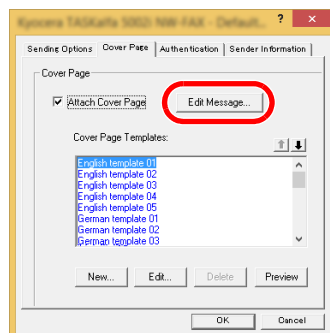 Kyocera TASKalfa 5002i NW-FAX - Default...
Sending Options Cover Page Authentication Sender Information
Cover Page
Attach Cover Page Edit Message...
Cover Page Templates:
English template 01
English template 02
English template 03
English template 04
English template 05
German template 01
German template 02
German template 03
New... Edit... Delete Preview
OK Cancel